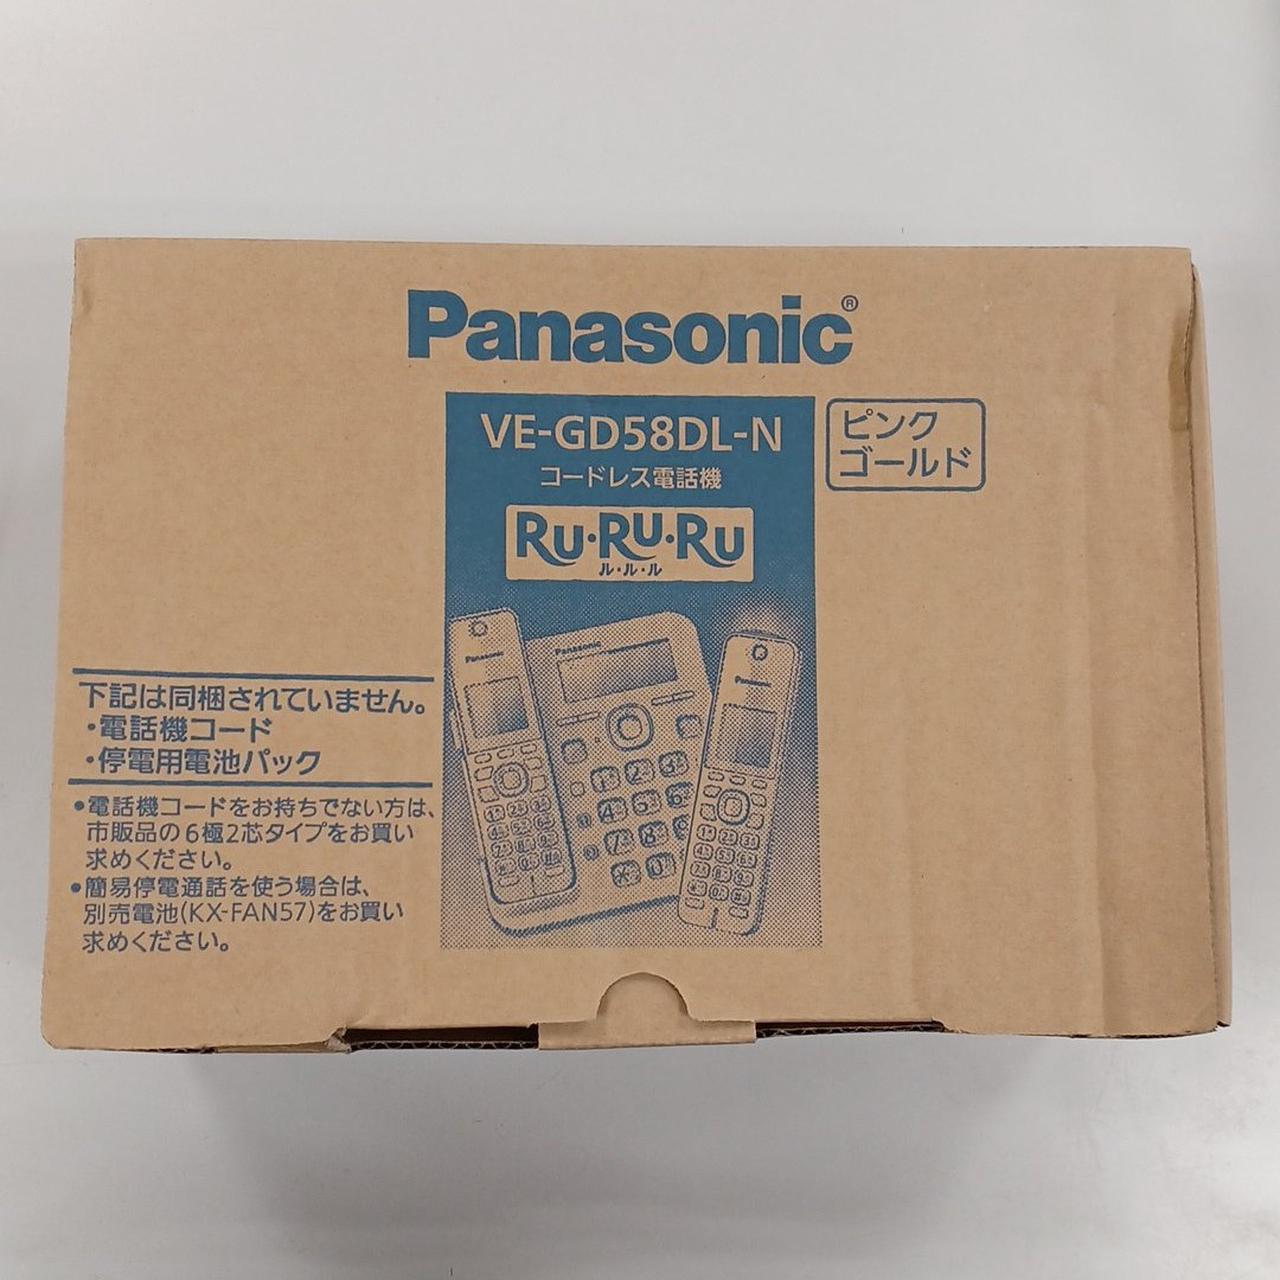 Panasonic®
VE-GD58DL-N
コードレス電話機
ピンク
ゴールド
RU・RU・RU
ル・ル・ル
Panasonic
Panasonic
下記は同梱されていません。
・電話機コード
・停電用電池パック
●電話機コードをお持ちでない方は、
市販品の6極2芯タイプをお買い
求めください。
●簡易停電通話を使う場合は、
別売電池(KX-FAN57)をお買い
求めください。